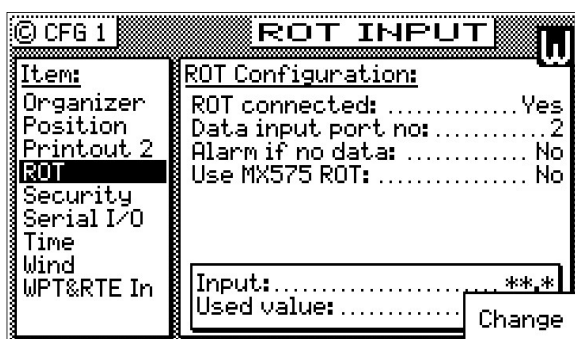 © CFG 1
ROT INPUT
W
Item:
Organizer
Position
Printout 2
ROT
Security
Serial I/O
Time
Wind
WPT&RTE In
ROT Configuration:
ROT connected: ..............Yes
Data input port no:............2
Alarm if no data: ............ No
Use MX575 ROT: ............... No
Input:........................ **.*
Used value: ............
Change